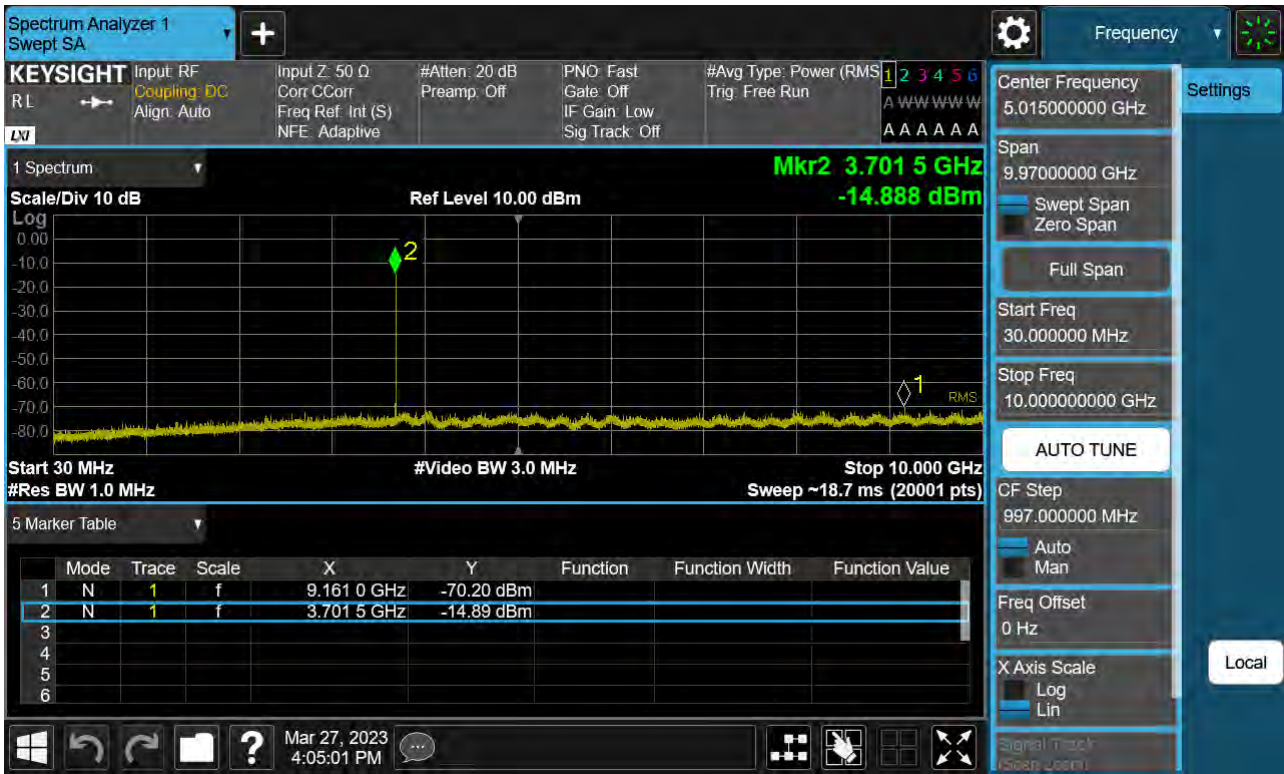 Spectrum Analyzer 1
Swept SA
Frequency
KEYSIGHT
RL
LXI
Input: RF
Coupling: DC
Align: Auto
Input Z: 50 Ω
Corr CCorr
Freq Ref: Int (S)
NFE: Adaptive
#Atten: 20 dB
Preamp: Off
PNO: Fast
Gate: Off
IF Gain: Low
Sig Track: Off
#Avg Type: Power (RMS
Trig: Free Run
1 2 3 4 5 6
A W W W W W
A A A A A A
1 Spectrum
Scale/Div 10 dB
Ref Level 10.00 dBm
Mkr2 3.701 5 GHz
-14.888 dBm
Log
0.00
-10.0
-20.0
-30.0
-40.0
-50.0
-60.0
-70.0
-80.0
2
1
RMS
Start 30 MHz
#Video BW 3.0 MHz
Stop 10.000 GHz
#Res BW 1.0 MHz
Sweep ~18.7 ms (20001 pts)
5 Marker Table
Mode Trace Scale X Y Function Function Width Function Value
1 N 1 f 9.161 0 GHz -70.20 dBm
2 N 1 f 3.701 5 GHz -14.89 dBm
3
4
5
6
Mar 27, 2023
4:05:01 PM
Center Frequency
5.015000000 GHz
Span
9.97000000 GHz
Swept Span
Zero Span
Full Span
Start Freq
30.000000 MHz
Stop Freq
10.000000000 GHz
AUTO TUNE
CF Step
997.000000 MHz
Auto
Man
Freq Offset
0 Hz
X Axis Scale
Log
Lin
Signal Track
(Span Zoom)
Settings
Local